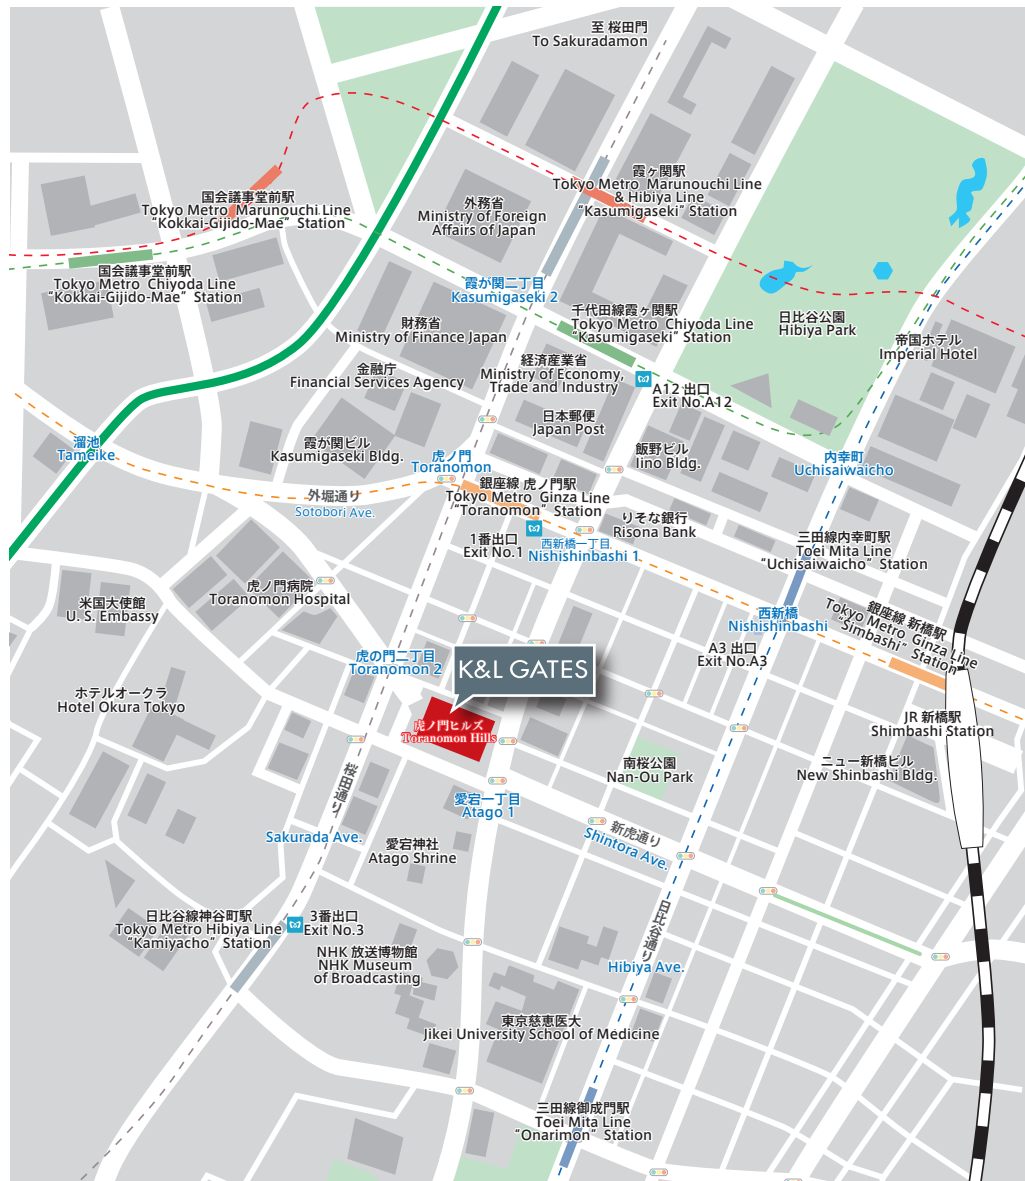 至 桜田門
To Sakuradamon
霞ヶ関駅
Tokyo Metro Marunouchi Line
& Hibiya Line
"Kasumigaseki" Station
国会議事堂前駅
Tokyo Metro Marunouchi Line
"Kokkai-Gijido-Mae" Station
外務省
Ministry of Foreign
Affairs of Japan
国会議事堂前駅
Tokyo Metro Chiyoda Line
"Kokkai-Gijido-Mae" Station
霞が関二丁目
Kasumigaseki 2
財務省
Ministry of Finance Japan
千代田線霞ヶ関駅
Tokyo Metro Chiyoda Line
"Kasumigaseki" Station
日比谷公園
Hibiya Park
帝国ホテル
Imperial Hotel
金融庁
Financial Services Agency
経済産業省
Ministry of Economy,
Trade and Industry
A12 出口
Exit No.A12
日本郵便
Japan Post
溜池
Tameike
霞が関ビル
Kasumigaseki Bldg.
虎ノ門
Toranomon
飯野ビル
Iino Bldg.
内幸町
Uchisaiwaicho
外堀通り
Sotobori Ave.
銀座線 虎ノ門駅
Tokyo Metro Ginza Line
"Toranomon" Station
りそな銀行
Risona Bank
1番出口
Exit No.1
西新橋一丁目
Nishishinbashi 1
三田線内幸町駅
Toei Mita Line
"Uchisaiwaicho" Station
米国大使館
U. S. Embassy
虎ノ門病院
Toranomon Hospital
西新橋
Nishishinbashi
銀座線 新橋駅
Tokyo Metro Ginza Line
"Simbashi" Station
A3 出口
Exit No.A3
虎の門二丁目
Toranomon 2
K&L GATES
ホテルオークラ
Hotel Okura Tokyo
虎ノ門ヒルズ
Toranomon Hills
JR 新橋駅
Shimbashi Station
南桜公園
Nan-Ou Park
ニュー新橋ビル
New Shinbashi Bldg.
桜田通り
Sakurada Ave.
愛宕一丁目
Atago 1
新虎通り
Shintora Ave.
愛宕神社
Atago Shrine
日比谷線神谷町駅
Tokyo Metro Hibiya Line
"Kamiyacho" Station
3番出口
Exit No.3
日比谷通り
Hibiya Ave.
NHK 放送博物館
NHK Museum
of Broadcasting
東京慈恵医大
Jikei University School of Medicine
三田線御成門駅
Toei Mita Line
"Onarimon" Station